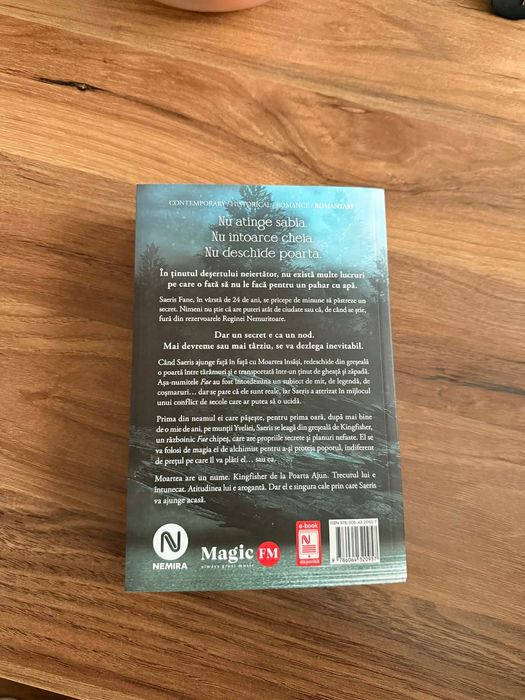 CONTEMPORARY / HISTORICAL / ROMANCE / ROMANTASY
Nu atinge sabia.
Nu întoarce cheia.
Nu deschide poarta.
În ținutul deșertului neiertător, nu există multe lucruri
pe care o fată să nu le facă pentru un pahar cu apă.
Saeris Fane, în vârstă de 24 de ani, se pricepe de minune să păstreze un
secret. Nimeni nu știe că are puteri atât de ciudate sau că, de când se știe,
fură din rezervoarele Reginei Nemuritoare.
Dar un secret e ca un nod.
Mai devreme sau mai târziu, se va dezlega inevitabil.
Când Saeris ajunge față în față cu Moartea însăși, redeschide din greșeală
o poartă între tărâmuri și e transportată într-un ținut de gheață și zăpadă.
Așa-numitele Fae au fost întotdeauna un subiect de mit, de legendă, de
coșmaruri... dar se pare că ele sunt reale, iar Saeris a aterizat în mijlocul
unui conflict de secole care ar putea să o ucidă.
Prima din neamul ei care pășește, pentru prima oară, după mai bine
de o mie de ani, pe munții Yveliei, Saeris se leagă din greșeală de Kingfisher,
un războinic Fae chipeș, care are propriile secrete și planuri nefaste. El se
va folosi de magia ei de alchimist pentru a-și proteja poporul, indiferent
de prețul pe care îl va plăti el... sau ea.
Moartea are un nume. Kingfisher de la Poarta Ajun. Trecutul lui e
întunecat. Atitudinea lui e arogantă. Dar el e singura cale prin care Saeris
va ajunge acasă.
N
NEMIRA
Magic FM
always great music
e-book
disponibil